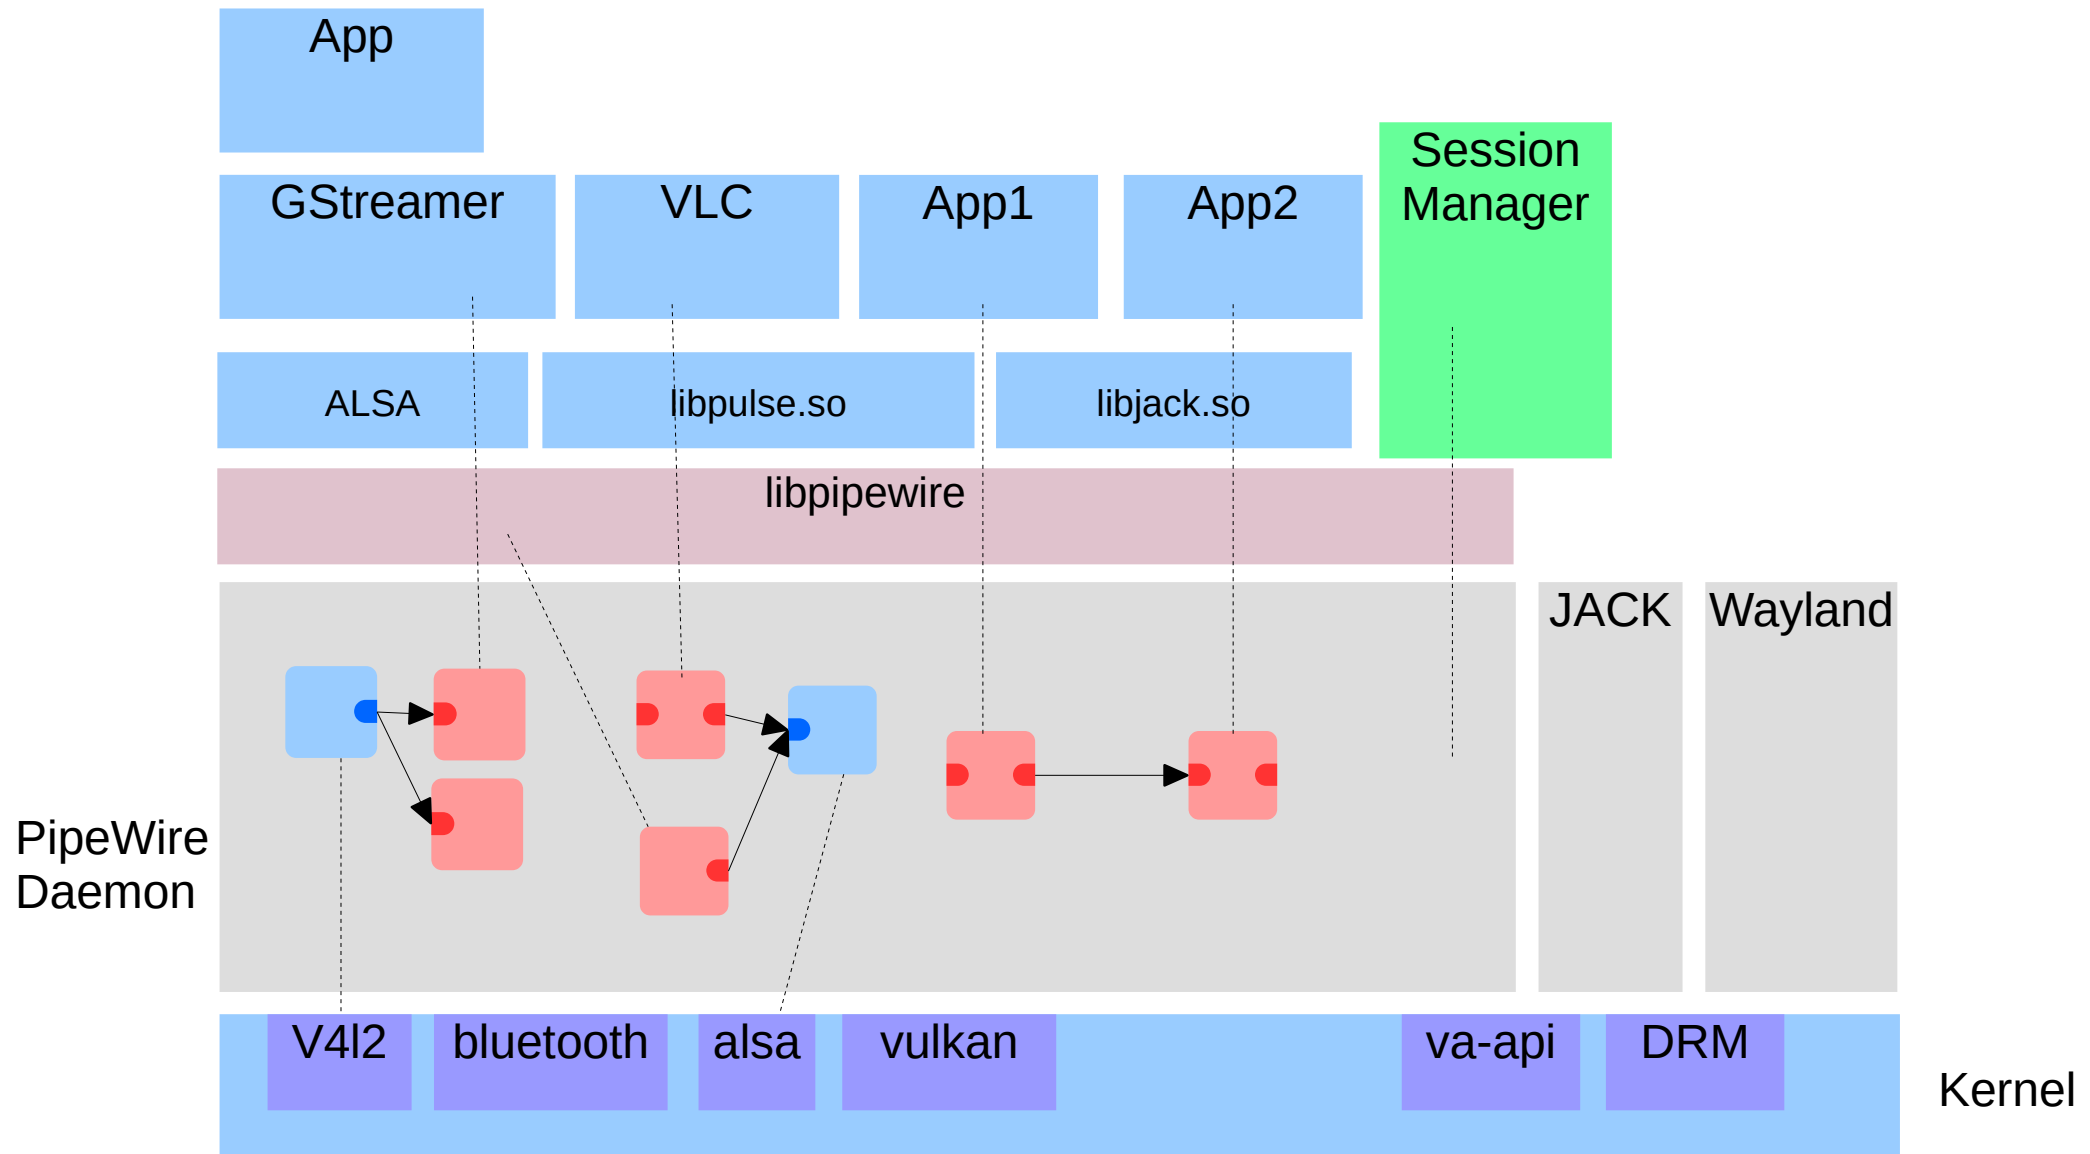 App
GStreamer
VLC
App1
App2
Session
Manager
ALSA
libpulse.so
libjack.so
libpipewire
JACK
Wayland
PipeWire
Daemon
V4l2
bluetooth
alsa
vulkan
va-api
DRM
Kernel